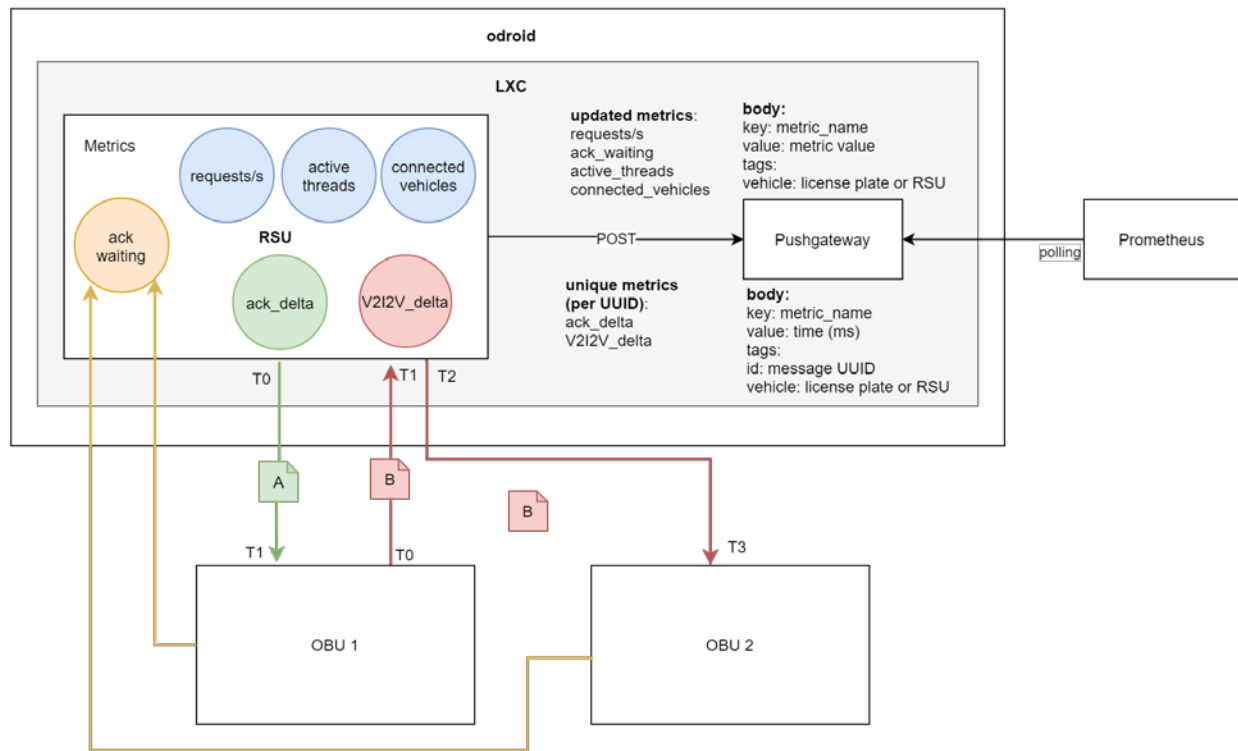 odroid
LXC
Metrics
requests/s
active
threads
connected
vehicles
ack
waiting
RSU
ack_delta
V2I2V_delta
updated metrics:
requests/s
ack_waiting
active_threads
connected_vehicles
body:
key: metric_name
value: metric value
tags:
vehicle: license plate or RSU
POST
Pushgateway
polling
Prometheus
unique metrics
(per UUID):
ack_delta
V2I2V_delta
body:
key: metric_name
value: time (ms)
tags:
id: message UUID
vehicle: license plate or RSU
T0
T1
T2
A
B
B
T1
T0
T3
OBU 1
OBU 2